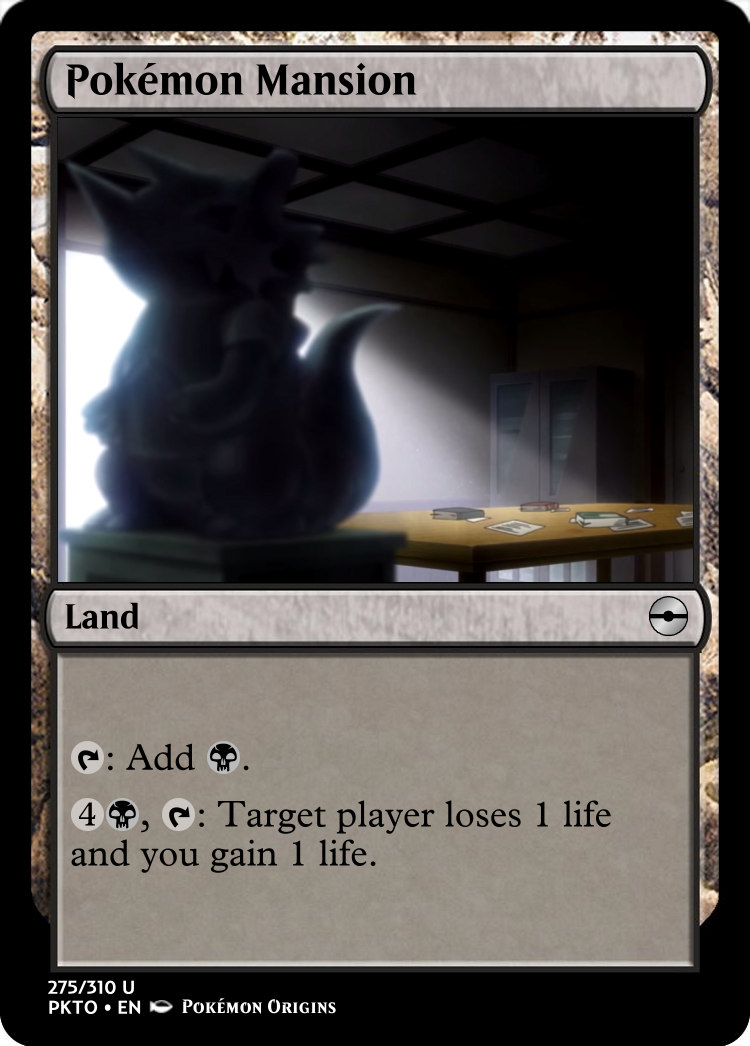 Pokémon Mansion
Land
: Add .
4, : Target player loses 1 life
and you gain 1 life.
275/310 U
PKTO • EN Pokémon Origins